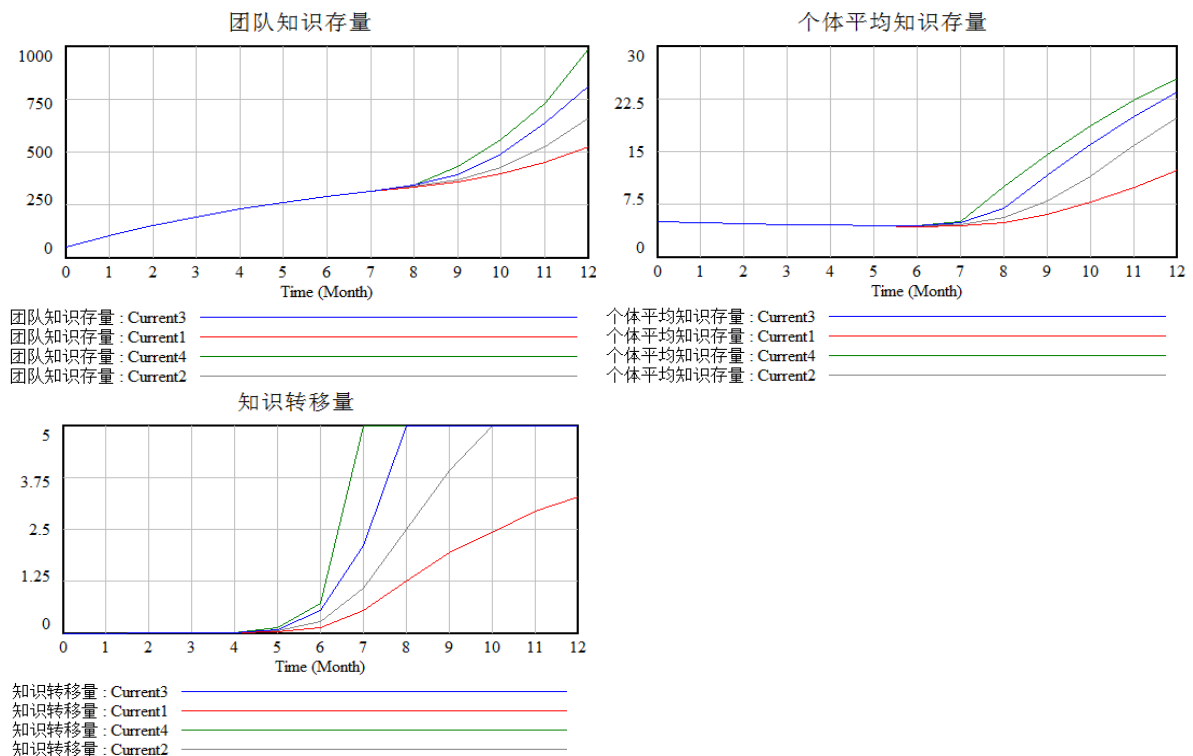 团队知识存量
1000
750
500
250
0
0 1 2 3 4 5 6 7 8 9 10 11 12
Time (Month)
团队知识存量 : Current3
团队知识存量 : Current1
团队知识存量 : Current4
团队知识存量 : Current2
个体平均知识存量
30
22.5
15
7.5
0
0 1 2 3 4 5 6 7 8 9 10 11 12
Time (Month)
个体平均知识存量 : Current3
个体平均知识存量 : Current1
个体平均知识存量 : Current4
个体平均知识存量 : Current2
知识转移量
5
3.75
2.5
1.25
0
0 1 2 3 4 5 6 7 8 9 10 11 12
Time (Month)
知识转移量 : Current3
知识转移量 : Current1
知识转移量 : Current4
知识转移量 : Current2